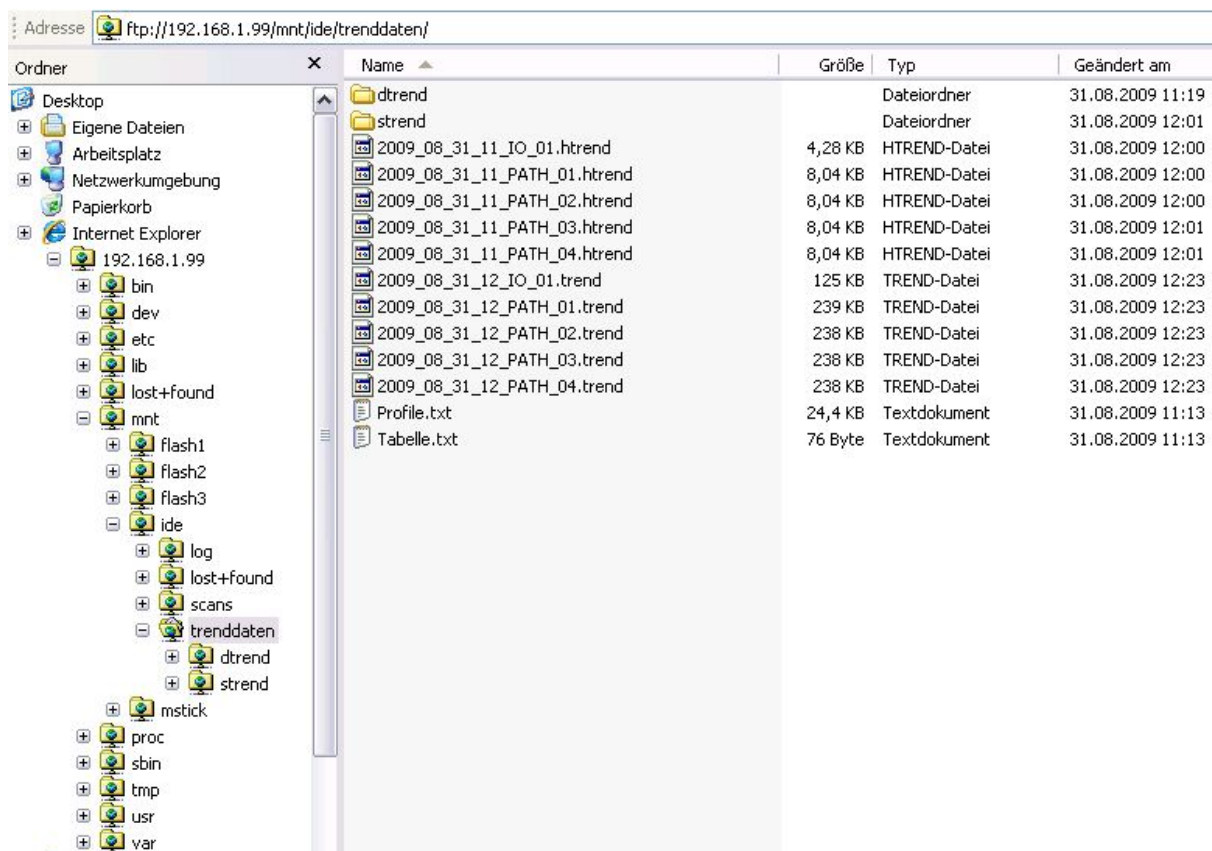 Adresse ftp://192.168.1.99/mnt/ide/trenddaten/
Ordner
Desktop
Eigene Dateien
Arbeitsplatz
Netzwerkumgebung
Papierkorb
Internet Explorer
192.168.1.99
bin
dev
etc
lib
lost+found
mnt
flash1
flash2
flash3
ide
log
lost+found
scans
trenddaten
dtrend
strend
mstick
proc
sbin
tmp
usr
var
Name Größe Typ Geändert am
dtrend Dateiordner 31.08.2009 11:19
strend Dateiordner 31.08.2009 12:01
2009_08_31_11_IO_01.htrend 4,28 KB HTREND-Datei 31.08.2009 12:00
2009_08_31_11_PATH_01.htrend 8,04 KB HTREND-Datei 31.08.2009 12:00
2009_08_31_11_PATH_02.htrend 8,04 KB HTREND-Datei 31.08.2009 12:00
2009_08_31_11_PATH_03.htrend 8,04 KB HTREND-Datei 31.08.2009 12:01
2009_08_31_11_PATH_04.htrend 8,04 KB HTREND-Datei 31.08.2009 12:01
2009_08_31_12_IO_01.trend 125 KB TREND-Datei 31.08.2009 12:23
2009_08_31_12_PATH_01.trend 239 KB TREND-Datei 31.08.2009 12:23
2009_08_31_12_PATH_02.trend 238 KB TREND-Datei 31.08.2009 12:23
2009_08_31_12_PATH_03.trend 238 KB TREND-Datei 31.08.2009 12:23
2009_08_31_12_PATH_04.trend 238 KB TREND-Datei 31.08.2009 12:23
Profile.txt 24,4 KB Textdokument 31.08.2009 11:13
Tabelle.txt 76 Byte Textdokument 31.08.2009 11:13